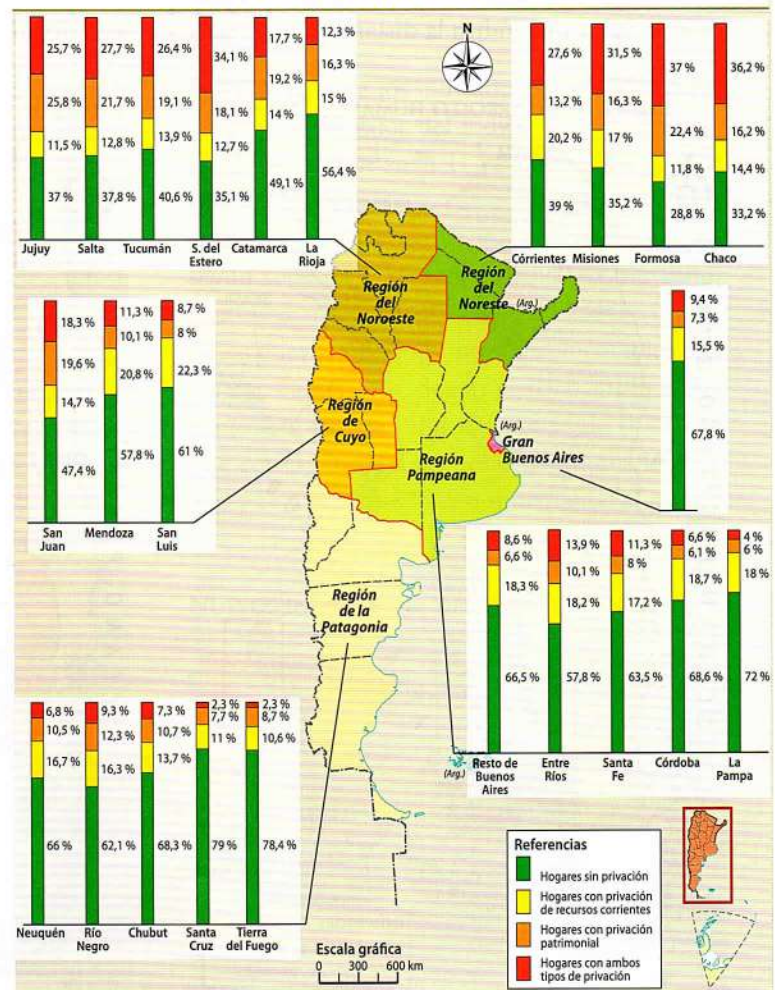 25,7 %
25,8 %
11,5 %
37 %
27,7 %
21,7 %
12,8 %
37,8 %
26,4 %
19,1 %
13,9 %
40,6 %
34,1 %
18,1 %
12,7 %
35,1 %
17,7 %
19,2 %
14 %
49,1 %
12,3 %
16,3 %
15 %
56,4 %
Jujuy
Salta
Tucumán
S. del
Estero
Catamarca
La
Rioja
N
27,6 %
13,2 %
20,2 %
39 %
31,5 %
16,3 %
17 %
35,2 %
37 %
22,4 %
11,8 %
28,8 %
36,2 %
16,2 %
14,4 %
33,2 %
Córrientes
Misiones
Formosa
Chaco
Región
del
Noroeste
Región
del
Noreste
(Arg.)
18,3 %
19,6 %
14,7 %
47,4 %
11,3 %
10,1 %
20,8 %
57,8 %
8,7 %
8 %
22,3 %
61 %
San
Juan
Mendoza
San
Luis
Región
de
Cuyo
Región
Pampeana
(Arg.)
Gran
Buenos Aires
9,4 %
7,3 %
15,5 %
67,8 %
Región
de la
Patagonia
8,6 %
6,6 %
18,3 %
66,5 %
13,9 %
10,1 %
18,2 %
57,8 %
11,3 %
8 %
17,2 %
63,5 %
6,6 %
6,1 %
18,7 %
68,6 %
4 %
6 %
18 %
72 %
Resto de
Buenos
Aires
Entre
Ríos
Santa
Fe
Córdoba
La
Pampa
(Arg.)
6,8 %
10,5 %
16,7 %
66 %
9,3 %
12,3 %
16,3 %
62,1 %
7,3 %
10,7 %
13,7 %
68,3 %
2,3 %
7,7 %
11 %
79 %
2,3 %
8,7 %
10,6 %
78,4 %
Neuquén
Río
Negro
Chubut
Santa
Cruz
Tierra
del Fuego
Escala gráfica
0 300 600 km
Referencias
Hogares sin privación
Hogares con privación
de recursos corrientes
Hogares con privación
patrimonial
Hogares con ambos
tipos de privación